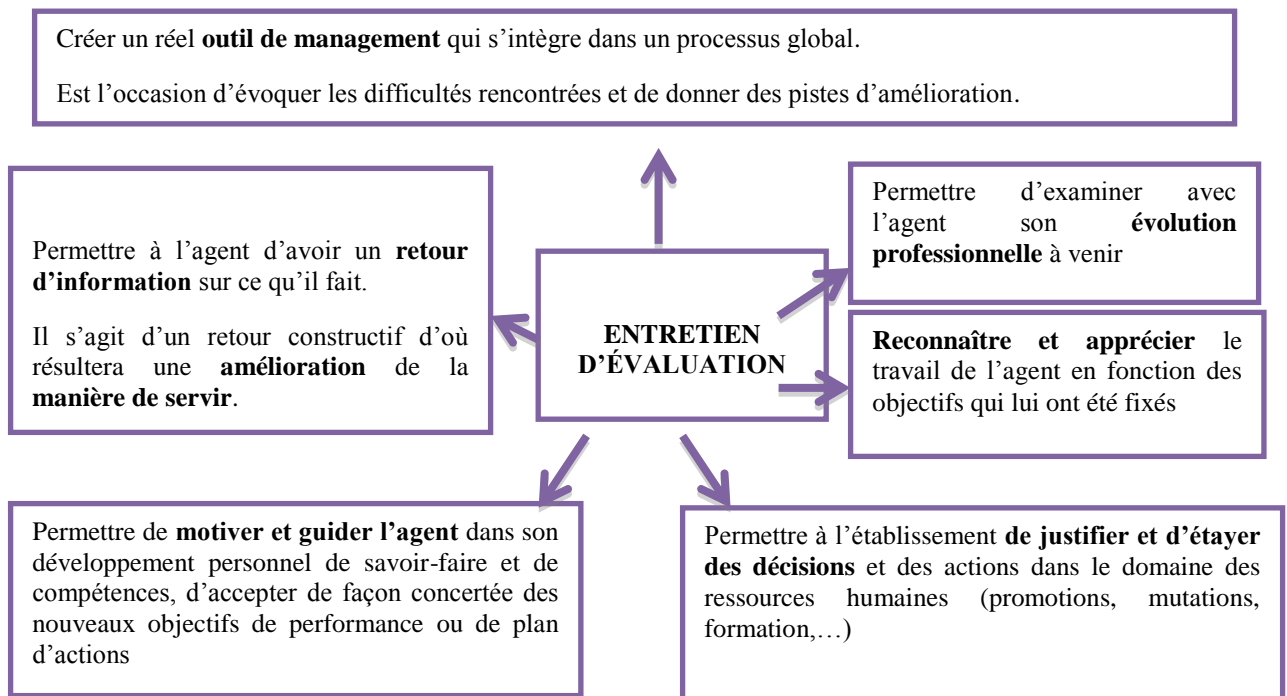 Créer un réel outil de management qui s’intègre dans un processus global.
Est l’occasion d’évoquer les difficultés rencontrées et de donner des pistes d’amélioration.
Permettre à l’agent d’avoir un retour
d’information sur ce qu’il fait.
Il s’agit d’un retour constructif d’où
résultera une amélioration de la
manière de servir.
ENTRETIEN
D’ÉVALUATION
Permettre d’examiner avec
l’agent son évolution
professionnelle à venir
Reconnaître et apprécier le
travail de l’agent en fonction des
objectifs qui lui ont été fixés
Permettre de motiver et guider l’agent dans son
développement personnel de savoir-faire et de
compétences, d’accepter de façon concertée des
nouveaux objectifs de performance ou de plan
d’actions
Permettre à l’établissement de justifier et d’étayer
des décisions et des actions dans le domaine des
ressources humaines (promotions, mutations,
formation,…)